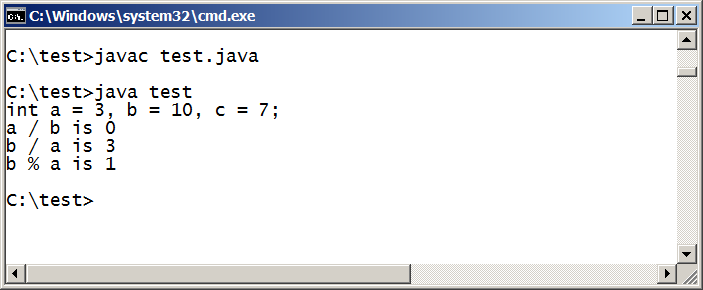 C:\Windows\system32\cmd.exe
C:\test>javac test.java
C:\test>java test
int a = 3, b = 10, c = 7;
a / b is 0
b / a is 3
b % a is 1
C:\test>